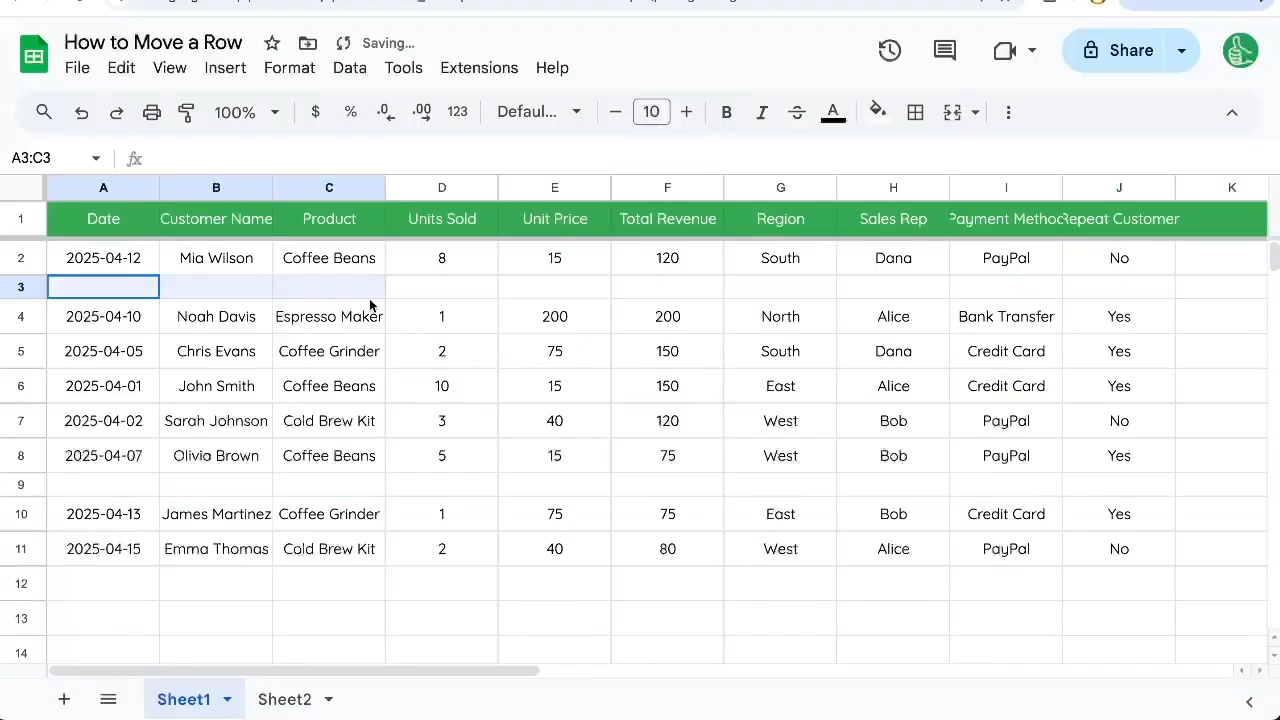 How to Move a Row Saving...
File Edit View Insert Format Data Tools Extensions Help
Share
100% $ % .0 .00 123 Defaul... − 10 + B I S A
A3:C3 fx
A B C D E F G H I J K
1 Date Customer Name Product Units Sold Unit Price Total Revenue Region Sales Rep Payment Method Repeat Customer
2 2025-04-12 Mia Wilson Coffee Beans 8 15 120 South Dana PayPal No
3
4 2025-04-10 Noah Davis Espresso Maker 1 200 200 North Alice Bank Transfer Yes
5 2025-04-05 Chris Evans Coffee Grinder 2 75 150 South Dana Credit Card Yes
6 2025-04-01 John Smith Coffee Beans 10 15 150 East Alice Credit Card Yes
7 2025-04-02 Sarah Johnson Cold Brew Kit 3 40 120 West Bob PayPal No
8 2025-04-07 Olivia Brown Coffee Beans 5 15 75 West Bob PayPal Yes
9
10 2025-04-13 James Martinez Coffee Grinder 1 75 75 East Bob Credit Card Yes
11 2025-04-15 Emma Thomas Cold Brew Kit 2 40 80 West Alice PayPal No
12
13
14
+ Sheet1 Sheet2